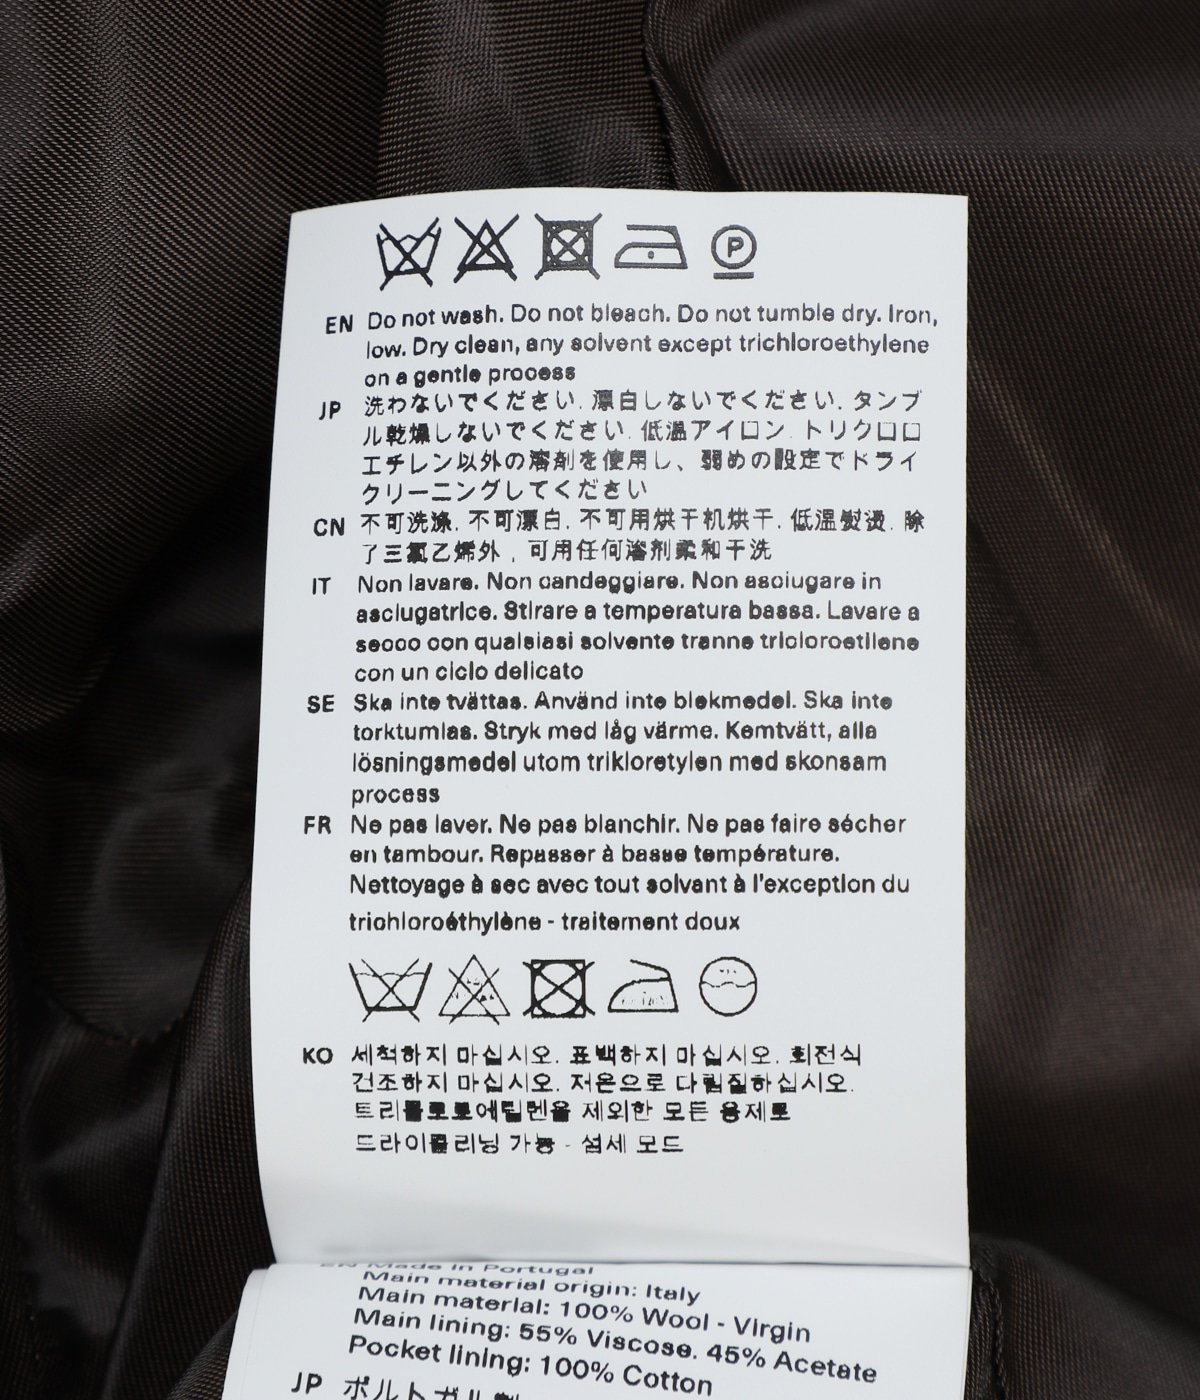 P
EN Do not wash. Do not bleach. Do not tumble dry. Iron,
low. Dry clean, any solvent except trichloroethylene
on a gentle process
JP 洗わないでください. 漂白しないでください. タンブ
ル乾燥しないでください. 低温アイロン. トリクロロ
エチレン以外の溶剤を使用し、弱めの設定でドライ
クリーニングしてください
CN 不可洗涤. 不可漂白. 不可用烘干机烘干. 低温熨烫. 除
了三氯乙烯外，可用任何溶剂柔和干洗
IT Non lavare. Non candeggiare. Non asciugare in
asciugatrice. Stirare a temperatura bassa. Lavare a
secco con qualsiasi solvente tranne tricloroetilene
con un ciclo delicato
SE Ska inte tvättas. Använd inte blekmedel. Ska inte
torktumlas. Stryk med låg värme. Kemtvätt, alla
lösningsmedel utom trikloretylen med skonsam
process
FR Ne pas laver. Ne pas blanchir. Ne pas faire sécher
en tambour. Repasser à basse température.
Nettoyage à sec avec tout solvant à l'exception du
trichloroéthylène - traitement doux
KO 세척하지 마십시오. 표백하지 마십시오. 회전식
건조하지 마십시오. 저온으로 다림질하십시오.
트리클로로에틸렌을 제외한 모든 용제로
드라이클리닝 가능 - 섬세 모드
EN Made in Portugal
Main material origin: Italy
Main material: 100% Wool - Virgin
Main lining: 55% Viscose. 45% Acetate
Pocket lining: 100% Cotton
JP ポルトガル製